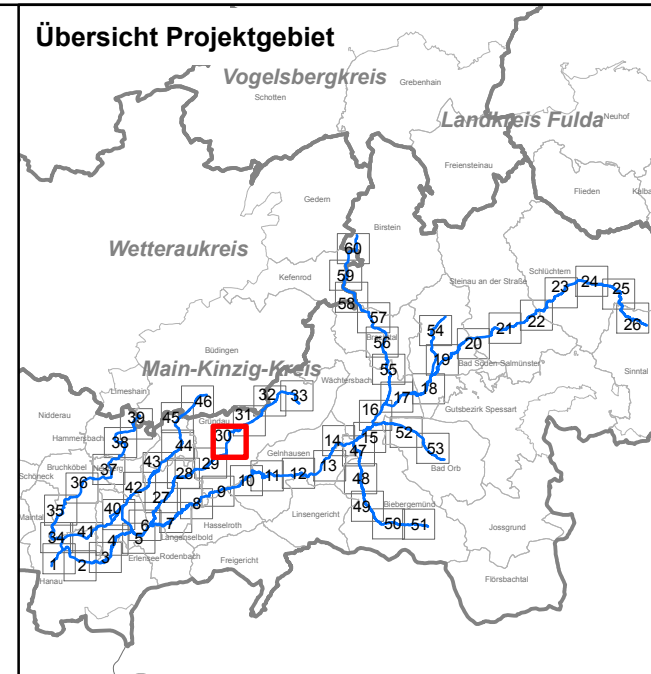 Übersicht Projektgebiet
Vogelsbergkreis
Grebenhain
Schotten
Landkreis Fulda
Neuhof
Freiensteinau
Flieden
Kalba
Gedern
Birstein
Wetteraukreis
60
Kefenrod
59
Steinau an der Straße
Schlüchtern
23
24
25
58
57
54
22
26
Büdingen
56
21
20
Sinntal
Main-Kinzig-Kreis
19
Bad Soden-Salmünster
Limeshain
55
Wächtersbach
46
32
33
17
18
Nidderau
39
45
31
16
Gutsbezirk Spessart
Gründau
Hammersbach
38
30
44
14
15
52
47
53
Bruchköbel
37
43
29
Gelnhausen
13
Bad Orb
Schöneck
36
28
10
11
12
48
42
9
Maintal
35
27
8
Linsengericht
49
Biebergemünd
40
6
7
Hasselroth
50
51
Jossgrund
34
41
4
5
Langenselbold
Erlensee
Rodenbach
Freigericht
1
2
3
Hanau
Flörsbachtal